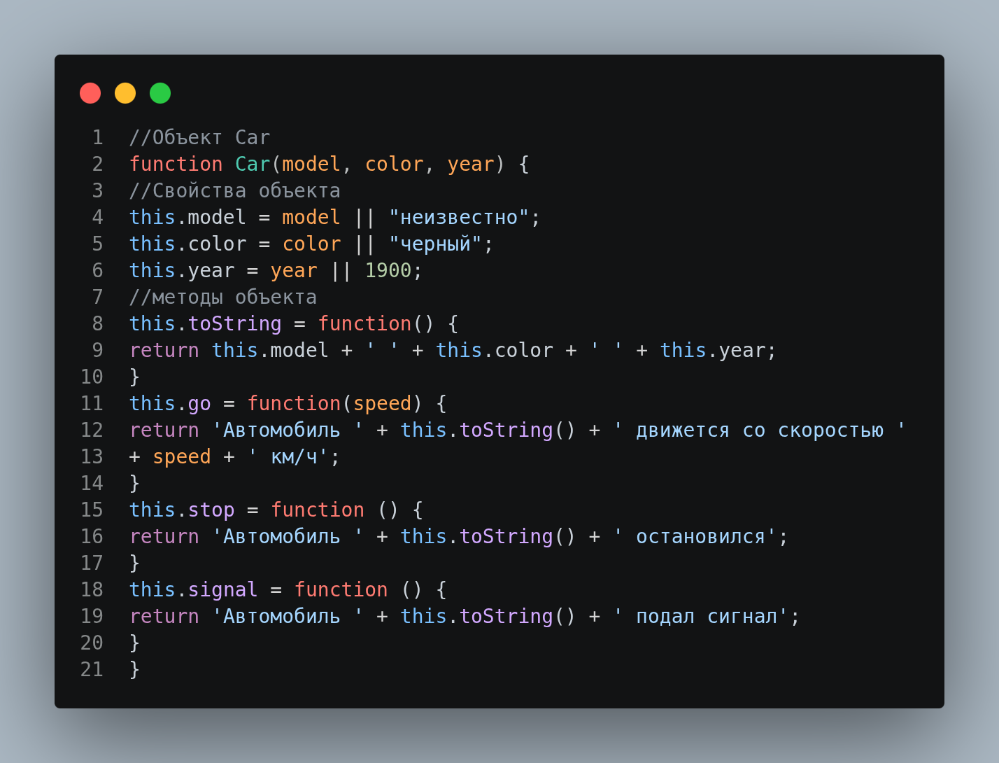 1 //Объект Car
2 function Car(model, color, year) {
3 //Свойства объекта
4 this.model = model || "неизвестно";
5 this.color = color || "черный";
6 this.year = year || 1900;
7 //методы объекта
8 this.toString = function() {
9 return this.model + ' ' + this.color + ' ' + this.year;
10 }
11 this.go = function(speed) {
12 return 'Автомобиль ' + this.toString() + ' движется со скоростью '
13 + speed + ' км/ч';
14 }
15 this.stop = function () {
16 return 'Автомобиль ' + this.toString() + ' остановился';
17 }
18 this.signal = function () {
19 return 'Автомобиль ' + this.toString() + ' подал сигнал';
20 }
21 }